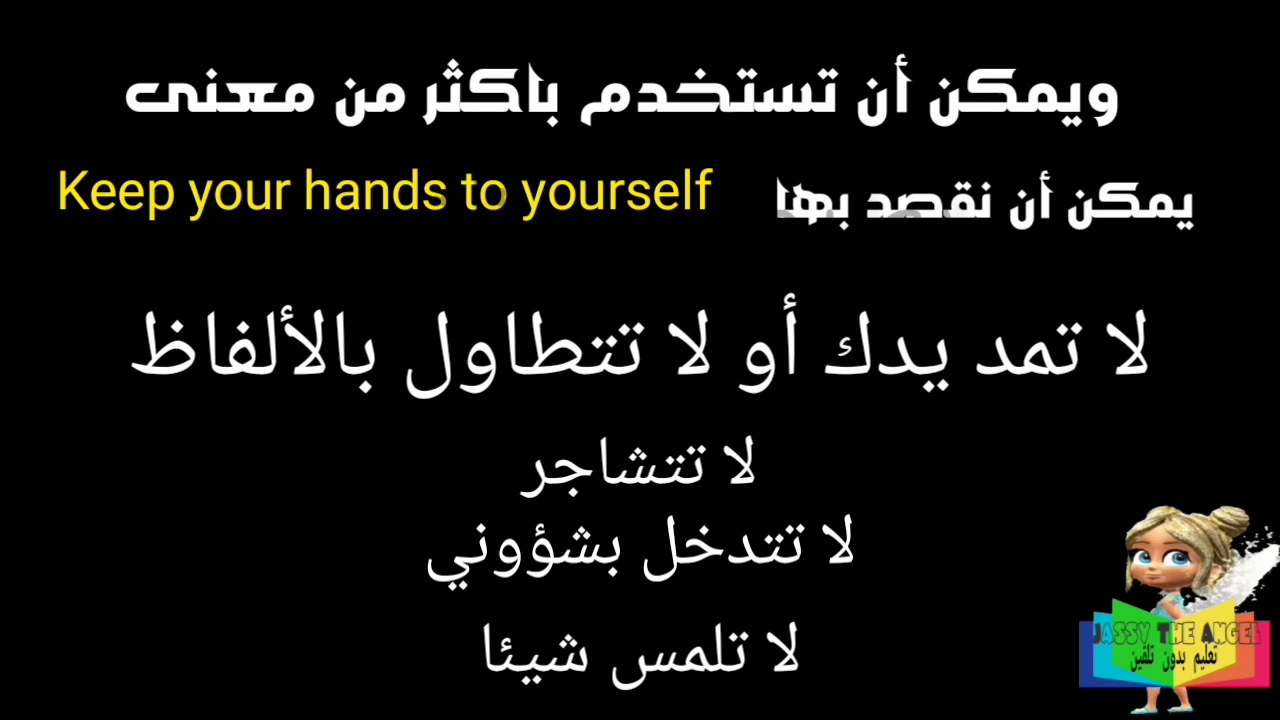 ويمكن أن تستخدم باكثر من معنى
يمكن أن نقصد بها Keep your hands to yourself
لا تمد يدك أو لا تتطاول بالألفاظ
لا تتشاجر
لا تتدخل بشؤوني
لا تلمس شيئا
JASSY THE ANGEL
تعليم بدون تلقين